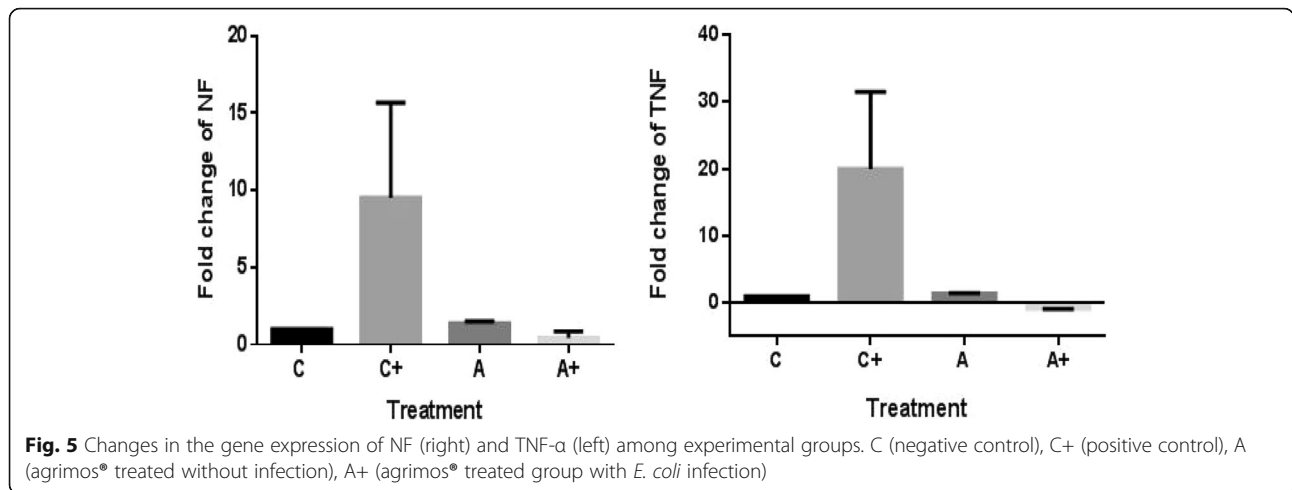 Fold change of NF
20
15
10
5
0
C C+ A A+
Treatment
Fold change of TNF
40
30
20
10
0
C C+ A A+
Treatment
Fig. 5 Changes in the gene expression of NF (right) and TNF-α (left) among experimental groups. C (negative control), C+ (positive control), A
(agrimos® treated without infection), A+ (agrimos® treated group with E. coli infection)